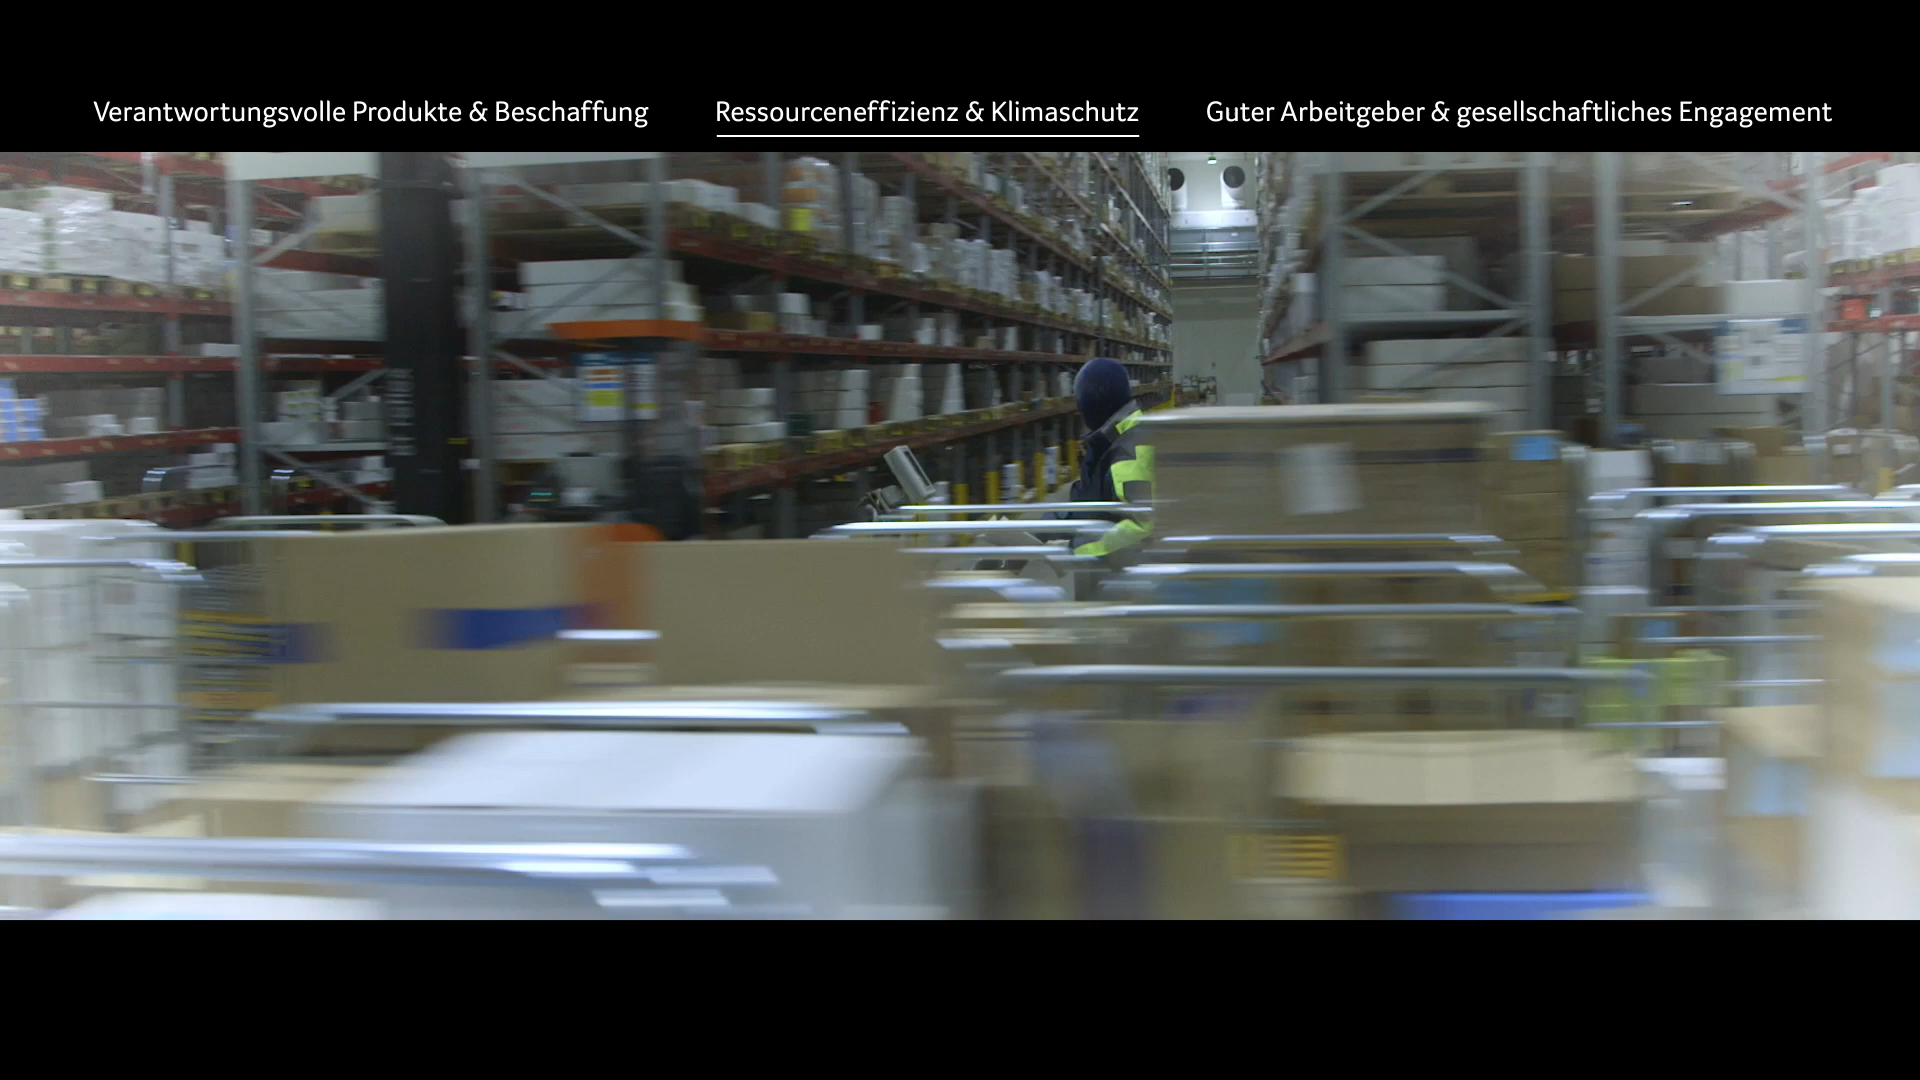 Verantwortungsvolle Produkte & Beschaffung
Ressourceneffizienz & Klimaschutz
Guter Arbeitgeber & gesellschaftliches Engagement